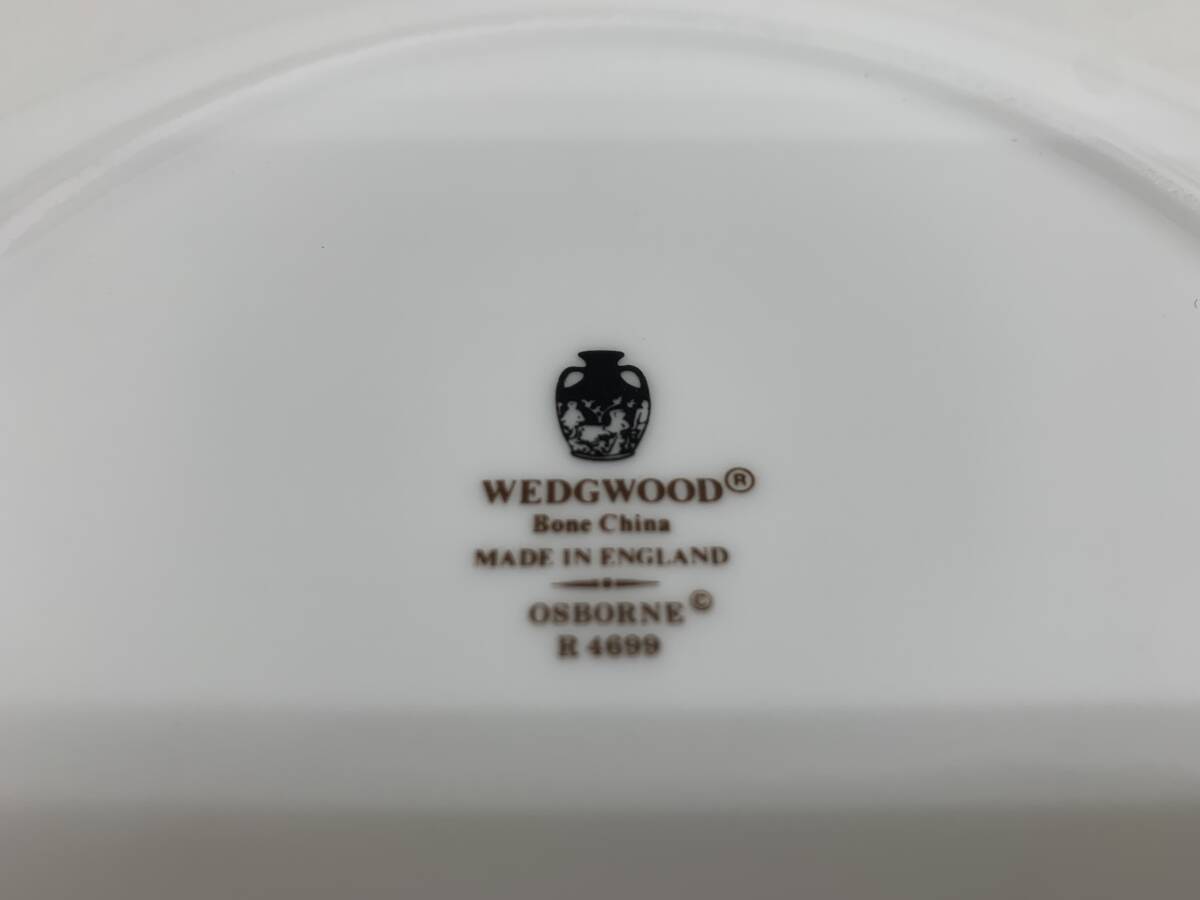 WEDGWOOD®
Bone China
MADE IN ENGLAND
OSBORNE©
R 4699